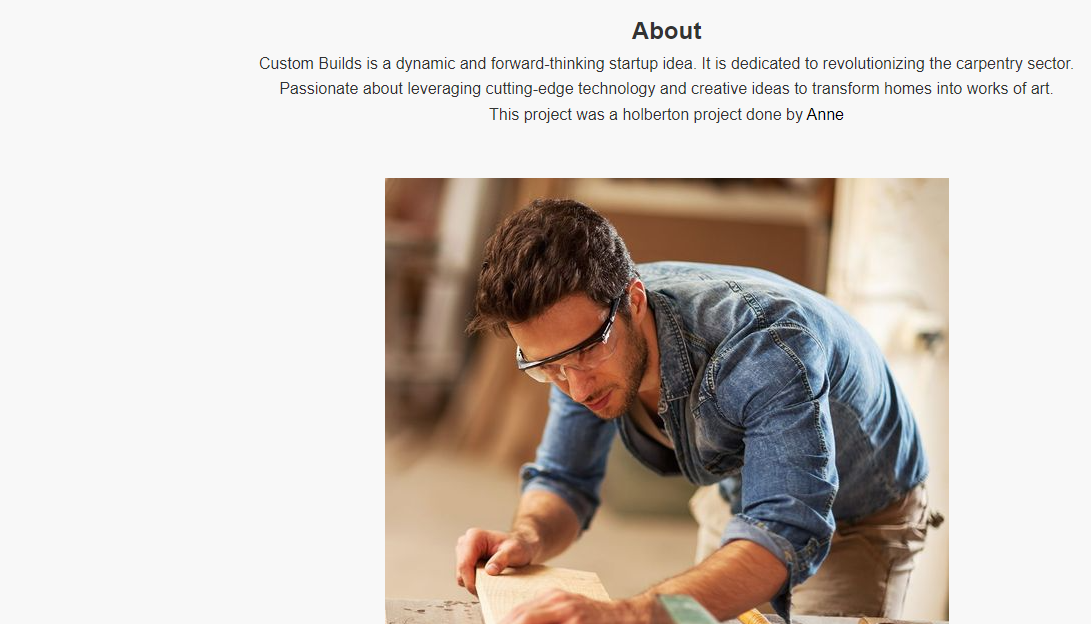 About
Custom Builds is a dynamic and forward-thinking startup idea. It is dedicated to revolutionizing the carpentry sector.
Passionate about leveraging cutting-edge technology and creative ideas to transform homes into works of art.
This project was a holberton project done by Anne